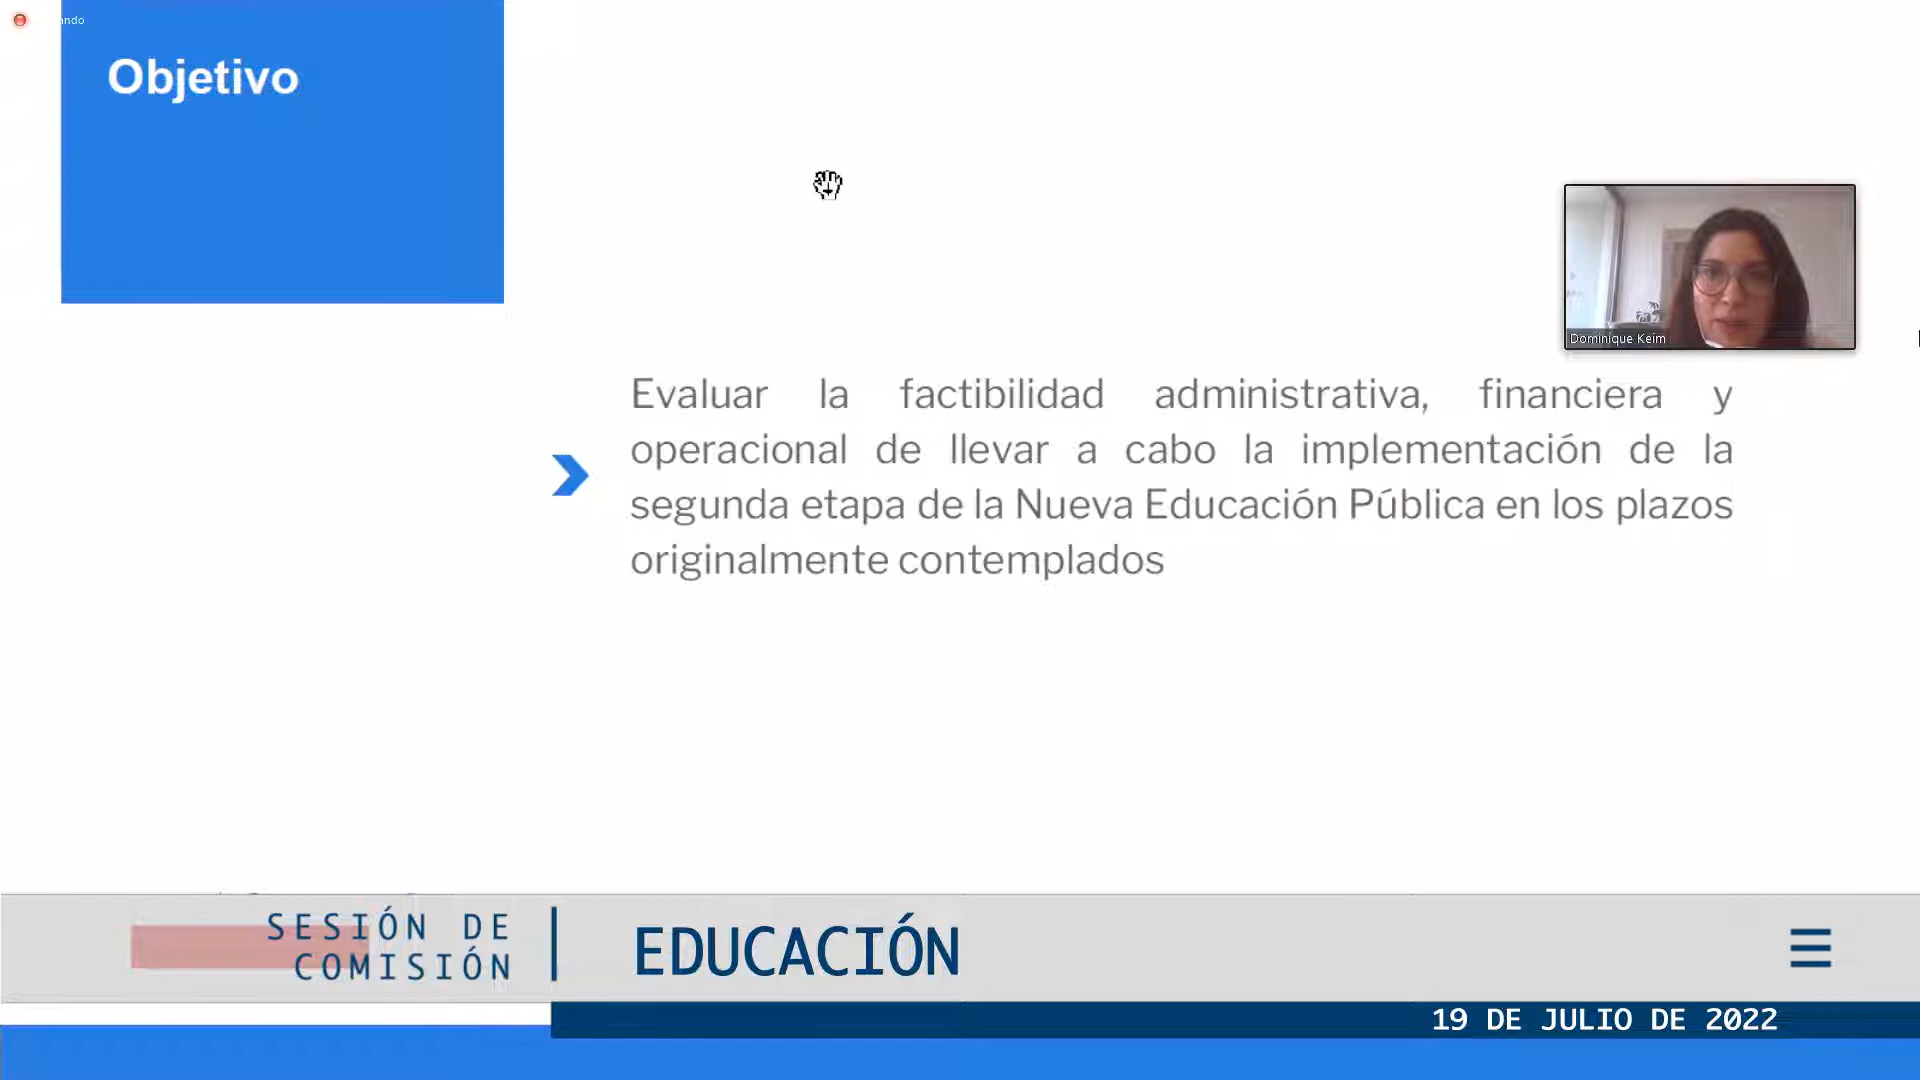 Objetivo
Dominique Keim
Evaluar la factibilidad administrativa, financiera y
operacional de llevar a cabo la implementación de la
segunda etapa de la Nueva Educación Pública en los plazos
originalmente contemplados
SESIÓN DE
COMISIÓN
EDUCACIÓN
19 DE JULIO DE 2022